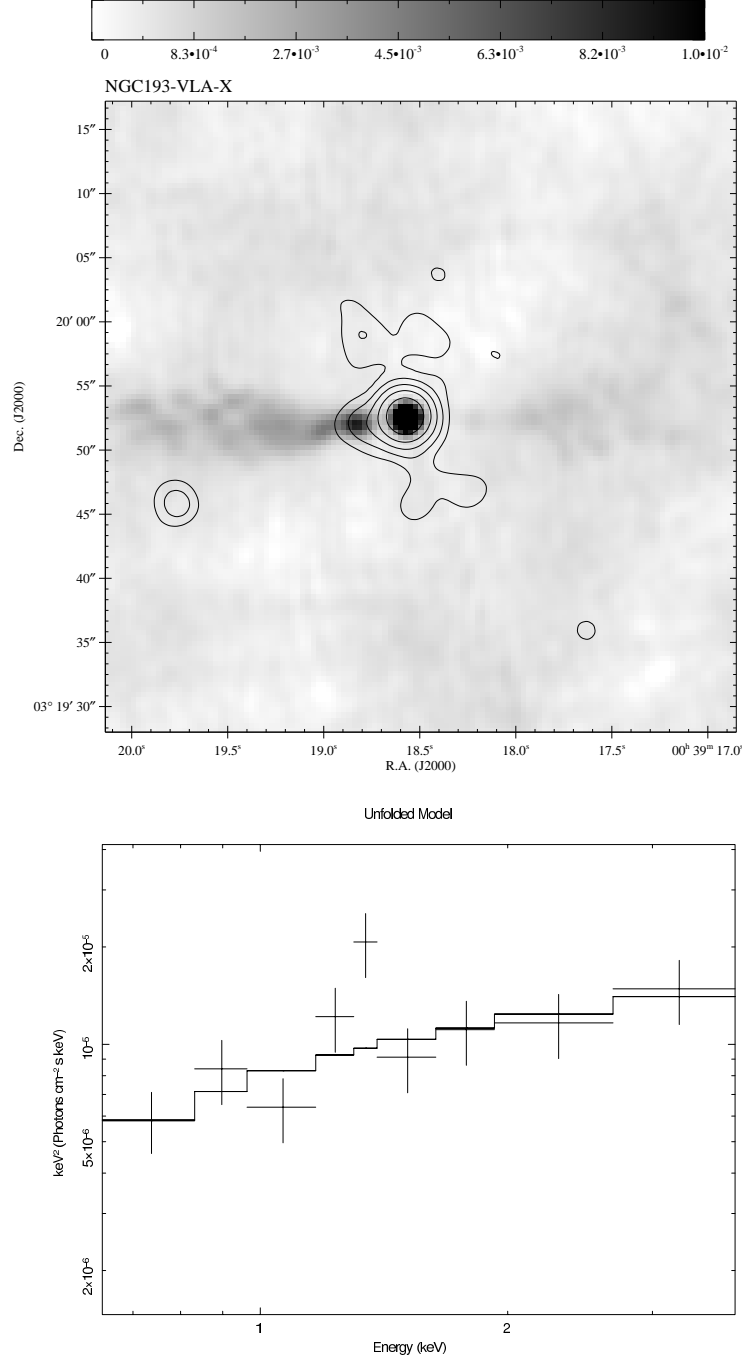 0 8.3•10⁻⁴ 2.7•10⁻³ 4.5•10⁻³ 6.3•10⁻³ 8.2•10⁻³ 1.0•10⁻²
NGC193-VLA-X
15″
10″
05″
20′ 00″
55″
50″
45″
40″
35″
03° 19′ 30″
Dec. (J2000)
20.0ˢ 19.5ˢ 19.0ˢ 18.5ˢ 18.0ˢ 17.5ˢ 00ʰ 39ᵐ 17.0ˢ
R.A. (J2000)
Unfolded Model
2×10⁻⁵
10⁻⁵
5×10⁻⁶
2×10⁻⁶
keV² (Photons cm⁻² s keV)
1 2
Energy (keV)